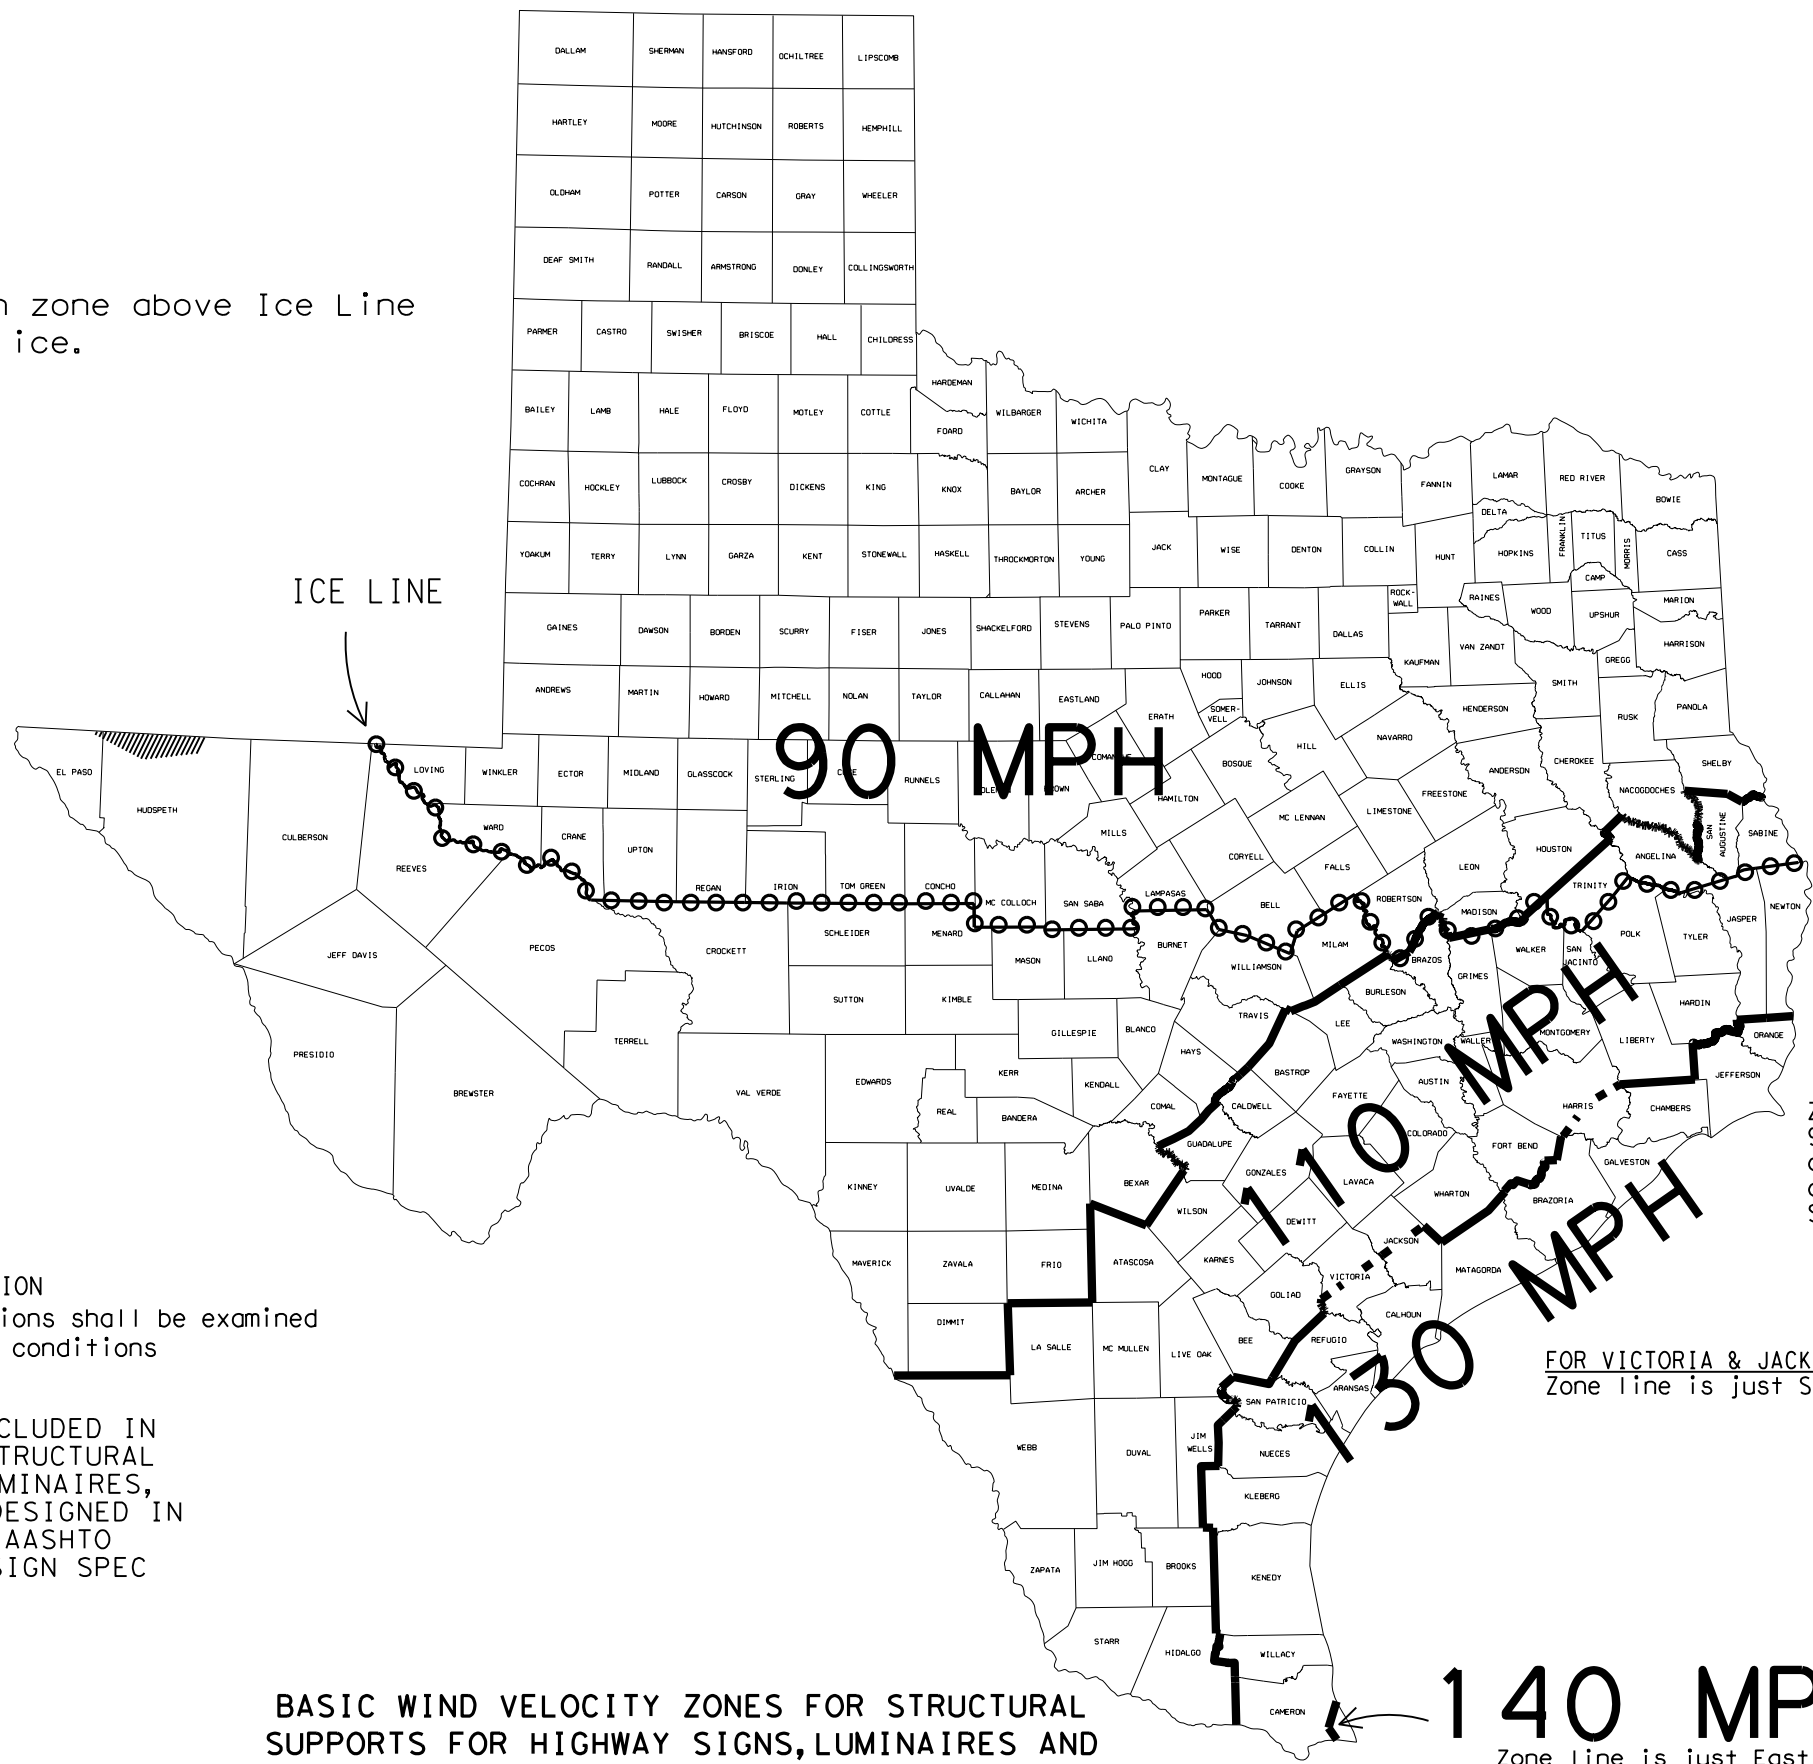 DALLAM SHERMAN HANSFORD OCHILTREE LIPSCOMB
HARTLEY MOORE HUTCHINSON ROBERTS HEMPHILL
OLDHAM POTTER CARSON GRAY WHEELER
DEAF SMITH RANDALL ARMSTRONG DONLEY COLLINGSWORTH
n zone above Ice Line
ice.
PARMER CASTRO SWISHER BRISCOE HALL CHILDRESS
HARDEMAN
BAILEY LAMB HALE FLOYD MOTLEY COTTLE FOARD WILBARGER WICHITA
COCHRAN HOCKLEY LUBBOCK CROSBY DICKENS KING KNOX BAYLOR ARCHER CLAY MONTAGUE COOKE GRAYSON FANNIN LAMAR RED RIVER BOWIE
DELTA
YOAKUM TERRY LYNN GARZA KENT STONEWALL HASKELL THROCKMORTON YOUNG JACK WISE DENTON COLLIN HUNT HOPKINS FRANKLIN TITUS MORRIS CASS
CAMP
ICE LINE
ROCK-
WALL
RAINES WOOD UPSHUR MARION
GAINES DAWSON BORDEN SCURRY FISER JONES SHACKELFORD STEVENS PALO PINTO PARKER TARRANT DALLAS KAUFMAN VAN ZANDT GREGG HARRISON
ANDREWS MARTIN HOWARD MITCHELL NOLAN TAYLOR CALLAHAN EASTLAND ERATH HOOD JOHNSON ELLIS HENDERSON SMITH RUSK PANOLA
SOMER-
VELL
90 MPH
EL PASO HUDSPETH CULBERSON LOVING WINKLER ECTOR MIDLAND GLASSCOCK STERLING RUNNELS HAMILTON BOSQUE HILL NAVARRO ANDERSON CHEROKEE SHELBY
NACOGDOCHES SAN
AUGUSTINE SABINE
REEVES WARD CRANE UPTON REGAN IRION TOM GREEN CONCHO MC COLLOCH SAN SABA MILLS LAMPASAS CORYELL MC LENNAN LIMESTONE FREESTONE FALLS LEON HOUSTON ANGELINA
TRINITY
JEFF DAVIS PECOS CROCKETT SCHLEIDER MENARD MASON LLANO BURNET BELL MILAM ROBERTSON MADISON BRAZOS WALKER SAN
JACINTO POLK TYLER JASPER NEWTON
WILLIAMSON BURLESON GRIMES
SUTTON KIMBLE GILLESPIE BLANCO TRAVIS LEE WASHINGTON WALLER MONTGOMERY LIBERTY HARDIN ORANGE
PRESIDIO BREWSTER TERRELL VAL VERDE EDWARDS KERR KENDALL HAYS BASTROP FAYETTE AUSTIN HARRIS CHAMBERS JEFFERSON
REAL BANDERA COMAL CALDWELL GUADALUPE COLORADO FORT BEND GALVESTON
110 MPH
KINNEY UVALDE MEDINA BEXAR WILSON GONZALES LAVACA WHARTON BRAZORIA
DEWITT
MAVERICK ZAVALA FRIO ATASCOSA KARNES VICTORIA JACKSON MATAGORDA
GOLIAD CALHOUN
130 MPH
ION
ions shall be examined
conditions
DIMMIT LA SALLE MC MULLEN LIVE OAK BEE REFUGIO
ARANSAS
SAN PATRICIO
FOR VICTORIA & JACK
Zone line is just S
CLUDED IN
TRUCTURAL
MINAIRES,
DESIGNED IN
AASHTO
SIGN SPEC
WEBB DUVAL JIM
WELLS NUECES
KLEBERG
ZAPATA JIM HOGG BROOKS KENEDY
STARR HIDALGO WILLACY
CAMERON
140 MP
Zone line is just East
BASIC WIND VELOCITY ZONES FOR STRUCTURAL
SUPPORTS FOR HIGHWAY SIGNS, LUMINAIRES AND